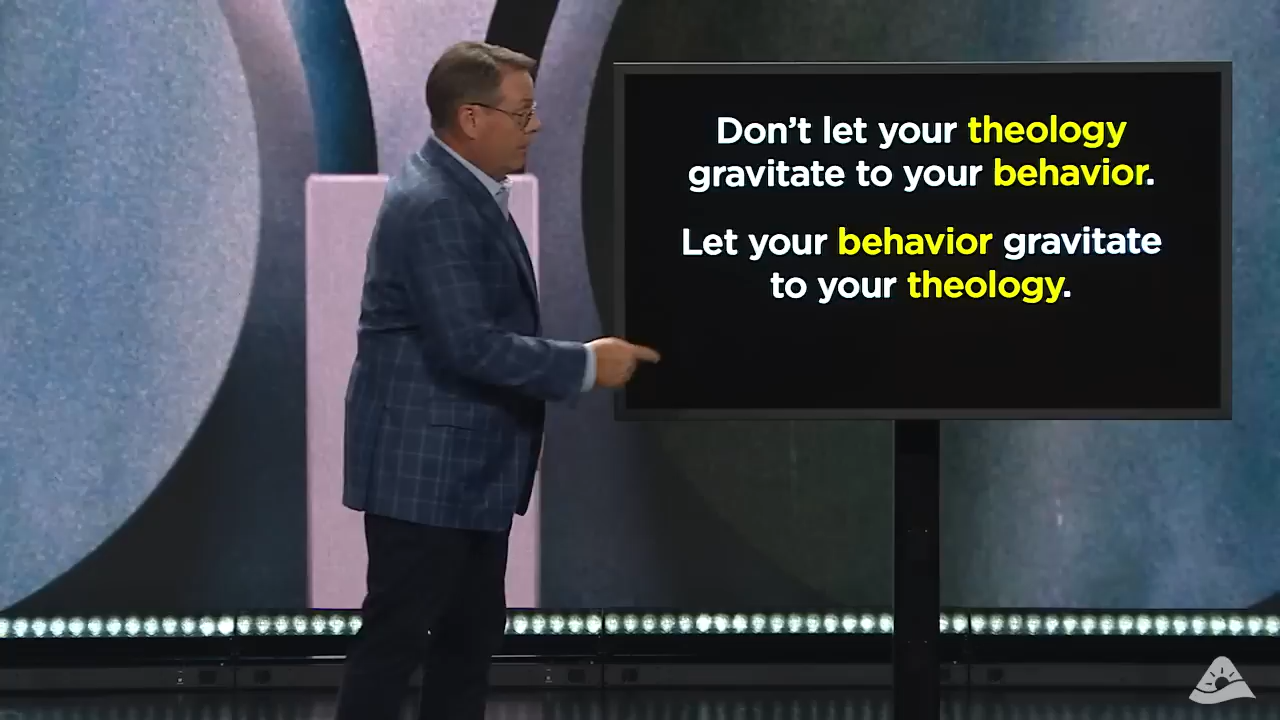 Don't let your theology
gravitate to your behavior.
Let your behavior gravitate
to your theology.